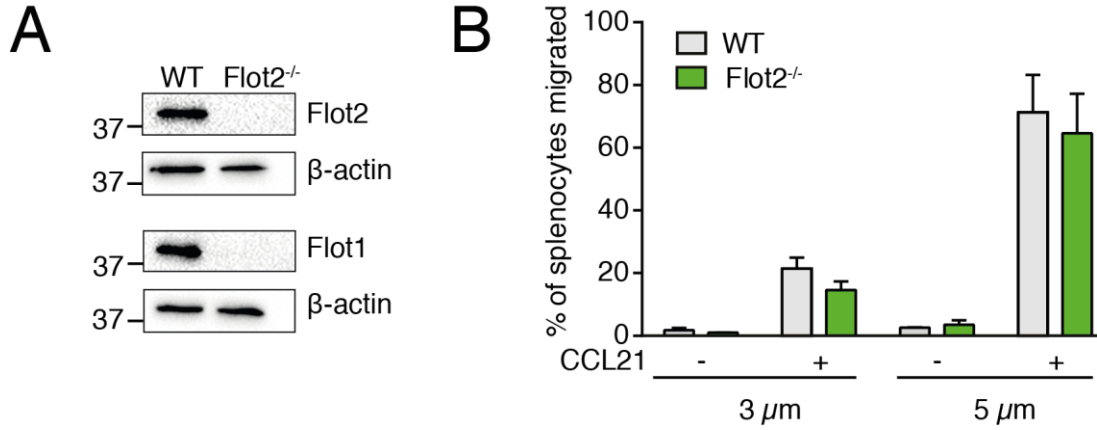 A
WT Flot2-/-
37 Flot2
37 β-actin
37 Flot1
37 β-actin
B
% of splenocytes migrated
100
80
60
40
20
0
WT
Flot2-/-
CCL21 - + - +
3 µm 5 µm